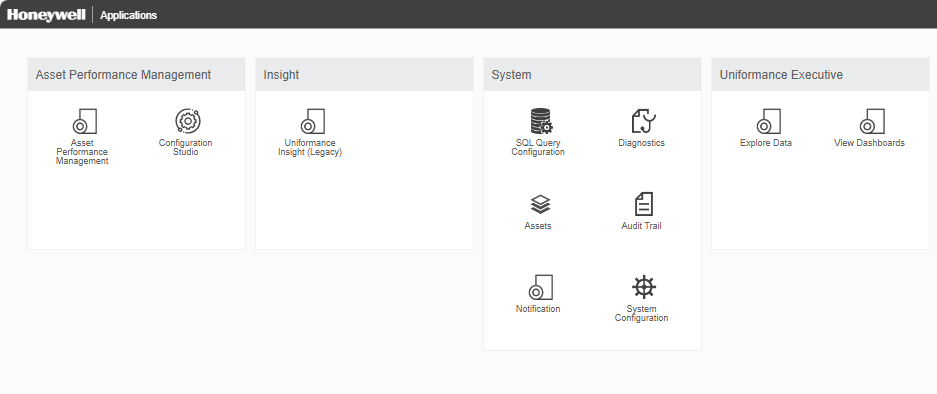 Honeywell Applications
Asset Performance Management
Asset
Performance
Management
Configuration
Studio
Insight
Uniformance
Insight (Legacy)
System
SQL Query
Configuration
Diagnostics
Assets
Audit Trail
Notification
System
Configuration
Uniformance Executive
Explore Data
View Dashboards